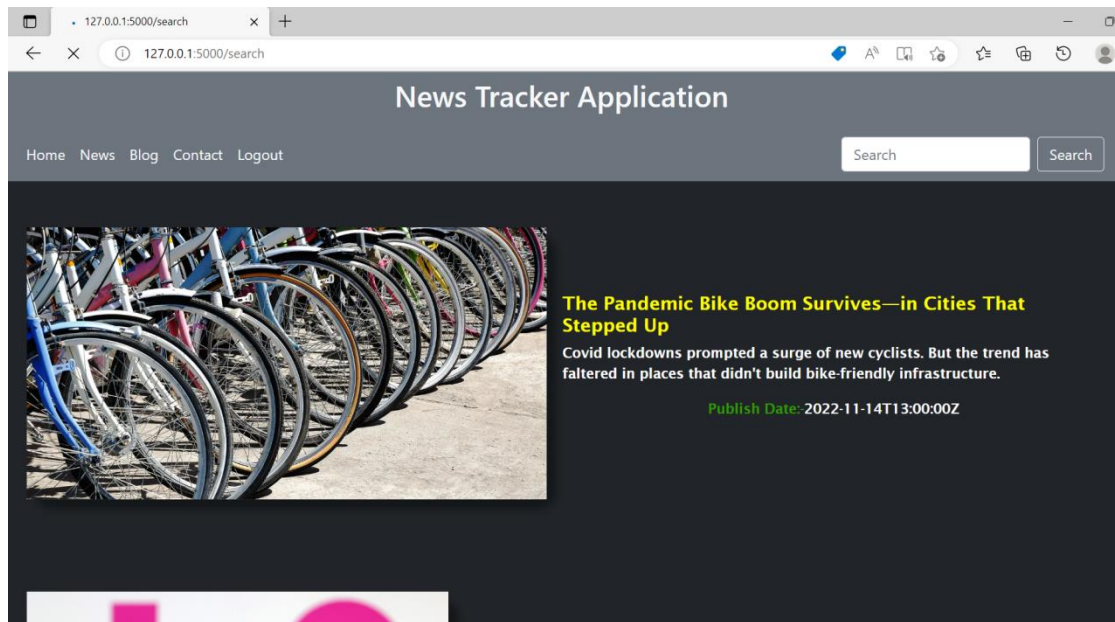 127.0.0.1:5000/search
127.0.0.1:5000/search
News Tracker Application
Home News Blog Contact Logout
Search
Search
The Pandemic Bike Boom Survives—in Cities That
Stepped Up
Covid lockdowns prompted a surge of new cyclists. But the trend has
faltered in places that didn't build bike-friendly infrastructure.
Publish Date:-2022-11-14T13:00:00Z